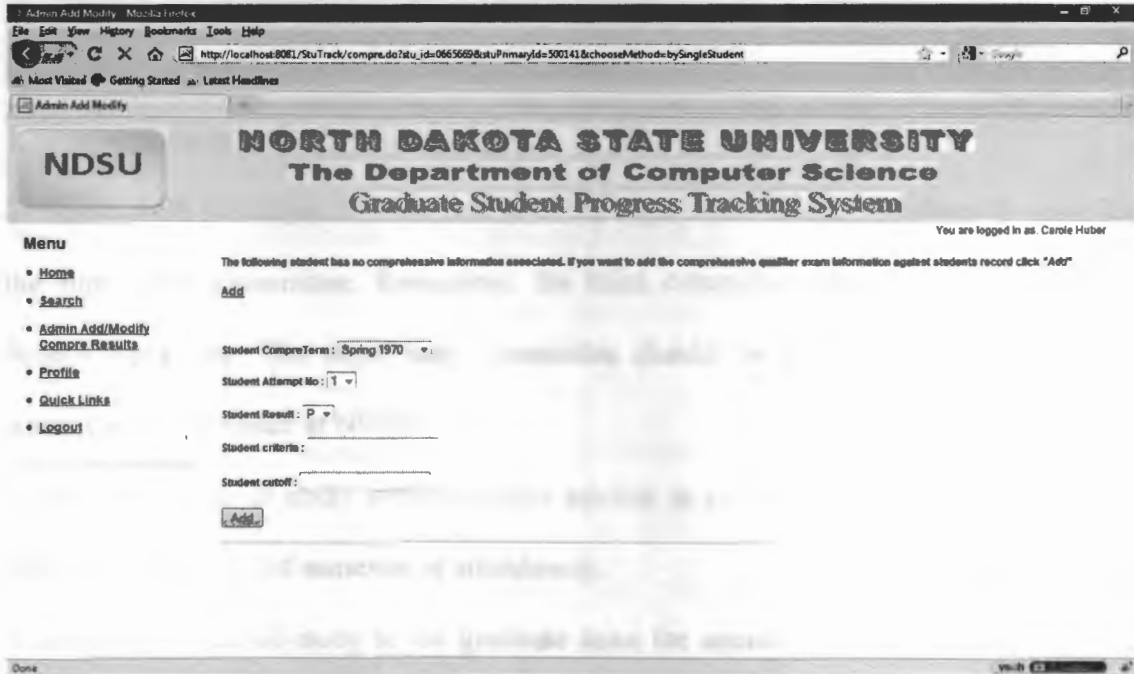 Admin Add Modify - Mozilla Firefox
File Edit View History Bookmarks Tools Help
http://localhost:8081/StuTrack/compre.do?stu_id=0665669&stuPrimaryId=500141&chooseMethod=bySingleStudent
Google
Most Visited Getting Started Latest Headlines
Admin Add Modify
NDSU
NORTH DAKOTA STATE UNIVERSITY
The Department of Computer Science
Graduate Student Progress Tracking System
You are logged in as. Carole Huber
Menu
• Home
• Search
• Admin Add/Modify
Compre Results
• Profile
• Quick Links
• Logout
The following student has no comprehensive information associated. If you want to add the comprehensive qualifier exam information against students record click "Add"
Add
Student CompreTerm : Spring 1970
Student Attempt No : 1
Student Result : P
Student criteria :
Student cutoff :
Add
Done